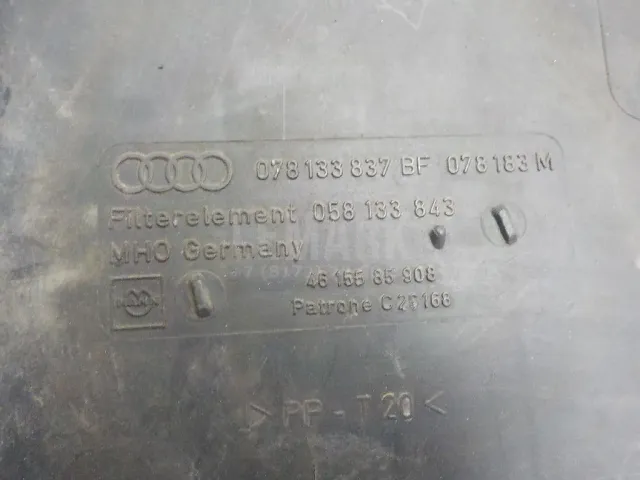 078 133 837 BF 078 183 M
Filterelement 058 133 843
MHO Germany
46 155 85 908
Patrone C 25168
> PP - T 20 <